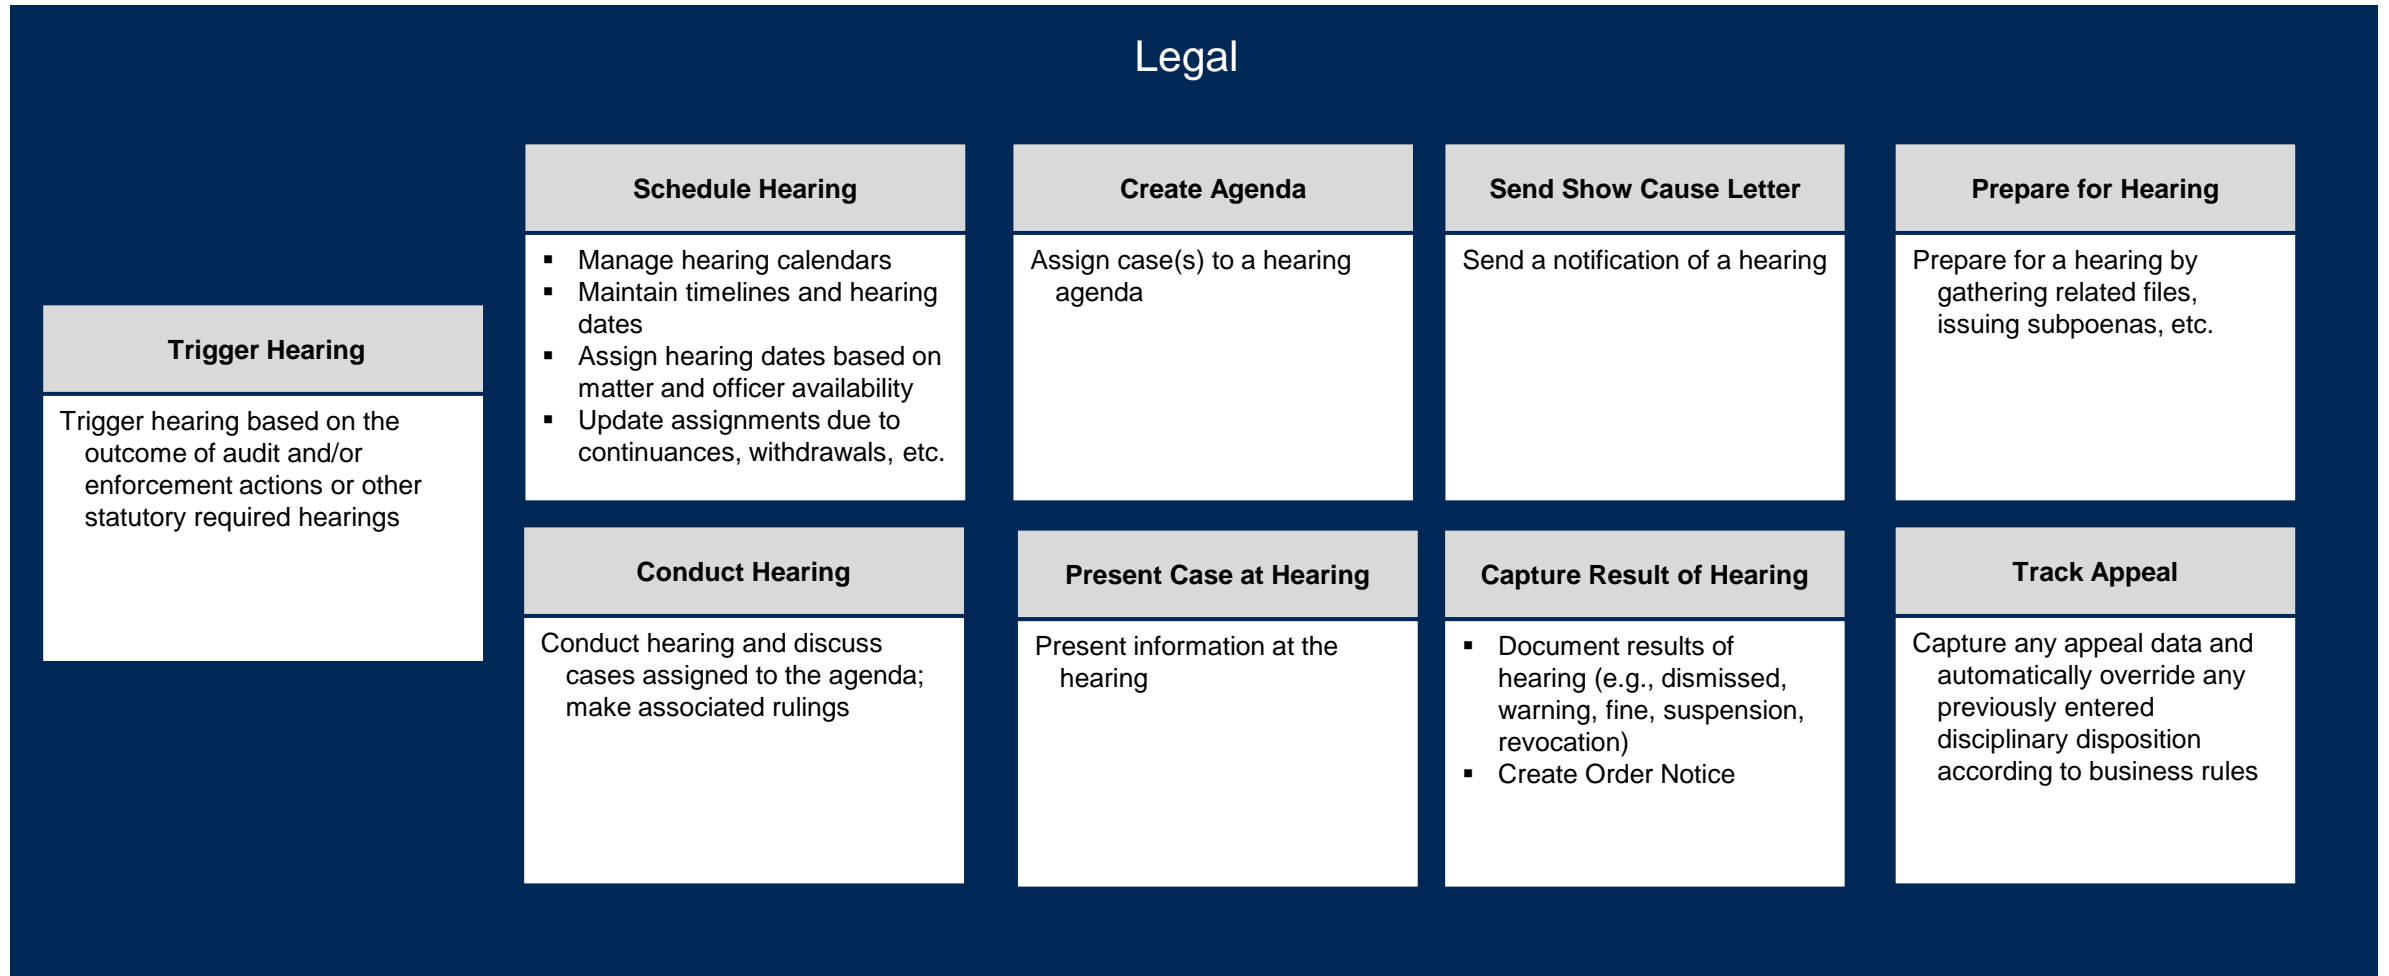 Legal
Trigger Hearing
Trigger hearing based on the
outcome of audit and/or
enforcement actions or other
statutory required hearings
Schedule Hearing
▪ Manage hearing calendars
▪ Maintain timelines and hearing
dates
▪ Assign hearing dates based on
matter and officer availability
▪ Update assignments due to
continuances, withdrawals, etc.
Create Agenda
Assign case(s) to a hearing
agenda
Send Show Cause Letter
Send a notification of a hearing
Prepare for Hearing
Prepare for a hearing by
gathering related files,
issuing subpoenas, etc.
Conduct Hearing
Conduct hearing and discuss
cases assigned to the agenda;
make associated rulings
Present Case at Hearing
Present information at the
hearing
Capture Result of Hearing
▪ Document results of
hearing (e.g., dismissed,
warning, fine, suspension,
revocation)
▪ Create Order Notice
Track Appeal
Capture any appeal data and
automatically override any
previously entered
disciplinary disposition
according to business rules